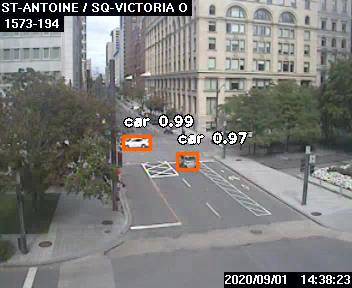 ST-ANTOINE / SQ-VICTORIA O
1573-194
car 0.99
car 0.97
2020/09/01 14:38:23